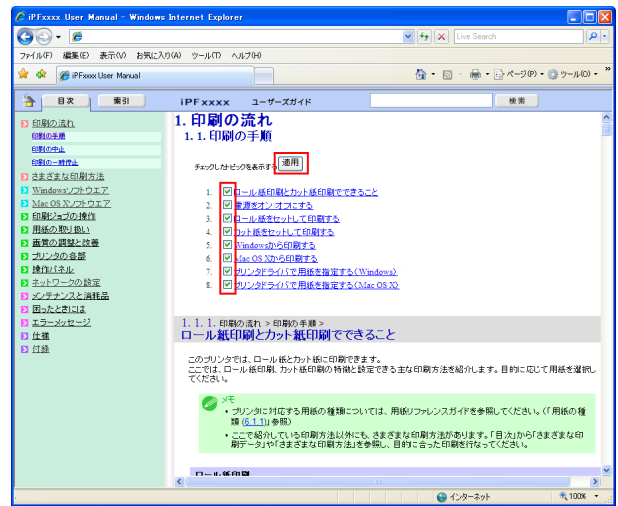 iPFxxxx User Manual - Windows Internet Explorer
Live Search
ファイル(F) 編集(E) 表示(V) お気に入り(A) ツール(T) ヘルプ(H)
iPFxxxx User Manual
ページ(P) ツール(O)
目次 索引 iPFxxxx ユーザーズガイド 検索
印刷の流れ
印刷の手順
印刷の中止
印刷の一時停止
さまざまな印刷方法
Windowsソフトウエア
Mac OS Xソフトウエア
印刷ジョブの操作
用紙の取り扱い
画質の調整と改善
プリンタの各部
操作パネル
ネットワークの設定
メンテナンスと消耗品
困ったときには
エラーメッセージ
仕様
付録
1. 印刷の流れ
1. 1. 印刷の手順
チェックしたトピックを表示する 適用
1. ロール紙印刷とカット紙印刷でできること
2. 電源をオン・オフにする
3. ロール紙をセットして印刷する
4. カット紙をセットして印刷する
5. Windowsから印刷する
6. Mac OS Xから印刷する
7. プリンタドライバで用紙を指定する(Windows)
8. プリンタドライバで用紙を指定する(Mac OS X)
1. 1. 1. 印刷の流れ > 印刷の手順 >
ロール紙印刷とカット紙印刷でできること
このプリンタでは、ロール紙とカット紙に印刷できます。
ここでは、ロール紙印刷、カット紙印刷の特徴と設定できる主な印刷方法を紹介します。目的に応じて用紙を選択し
てください。
メモ
・プリンタに対応する用紙の種類については、用紙リファレンスガイドを参照してください。(「用紙の種
類 (6.1.1)」参照)
・ここで紹介している印刷方法以外にも、さまざまな印刷方法があります。「目次」から「さまざまな印
刷データ」や「さまざまな印刷方法」を参照し、目的に合った印刷を行なってください。
ロール紙印刷
インターネット 100%